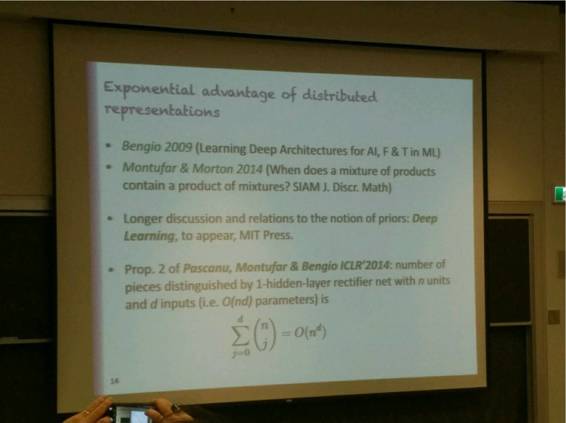 Exponential advantage of distributed
representations
• Bengio 2009 (Learning Deep Architectures for AI, F & T in ML)
• Montufar & Morton 2014 (When does a mixture of products
contain a product of mixtures? SIAM J. Discr. Math)
• Longer discussion and relations to the notion of priors: Deep
Learning, to appear, MIT Press.
• Prop. 2 of Pascanu, Montufar & Bengio ICLR'2014: number of
pieces distinguished by 1-hidden-layer rectifier net with n units
and d inputs (i.e. O(nd) parameters) is
∑_{j=0}^{d} (n j) = O(n^d)
16